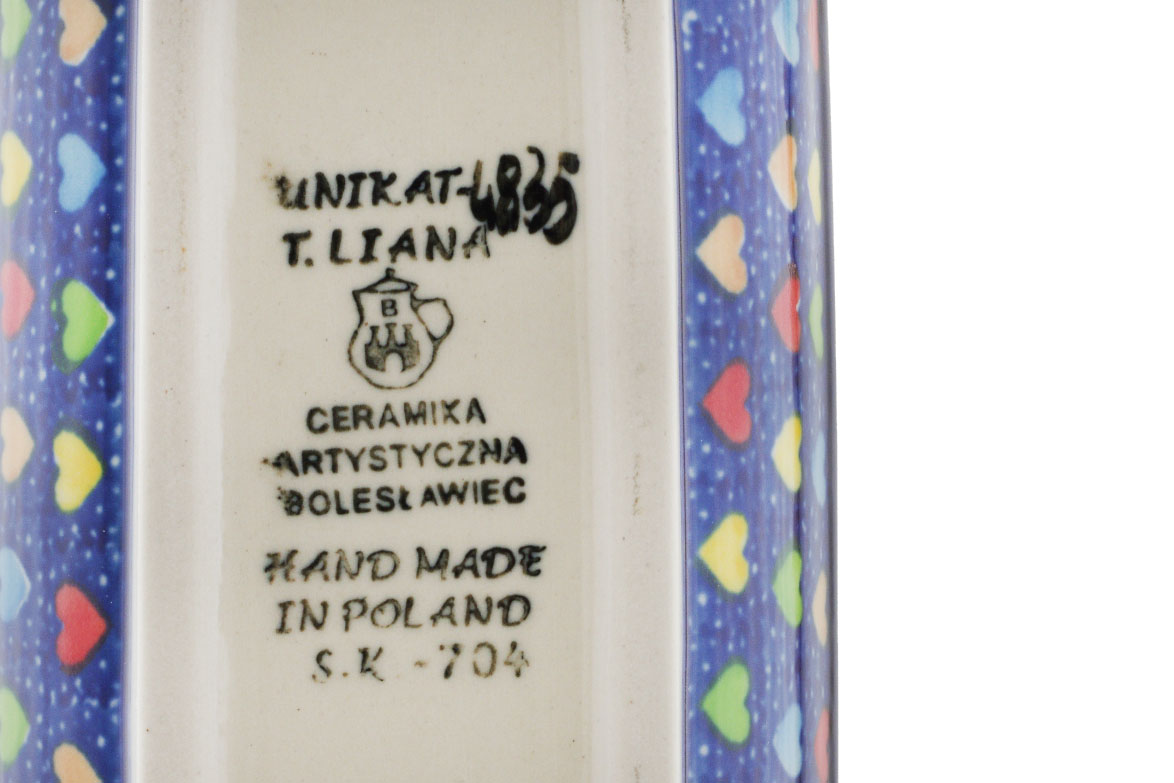 UNIKAT-4835
T. LIANA
B
CERAMIKA
ARTYSTYCZNA
BOLESŁAWIEC
HAND MADE
IN POLAND
S.K -704